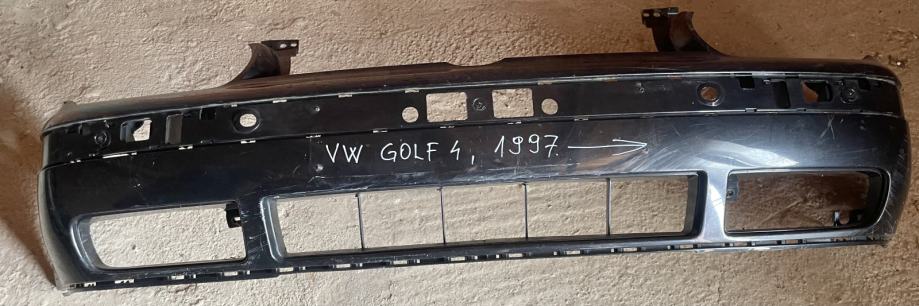 VW GOLF 4, 1997. →